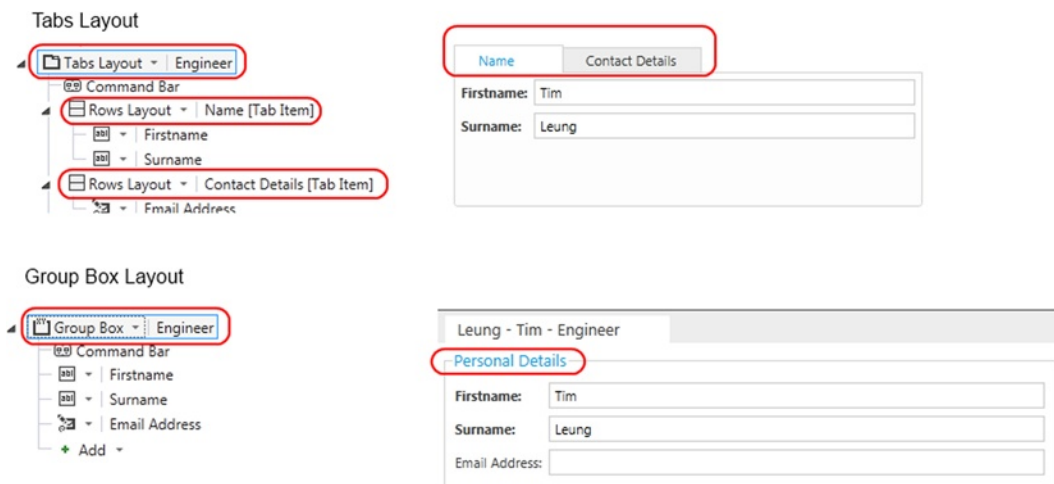 Tabs Layout
Tabs Layout Engineer
Command Bar
Rows Layout Name [Tab Item]
Firstname
Surname
Rows Layout Contact Details [Tab Item]
Email Address
Name Contact Details
Firstname: Tim
Surname: Leung
Group Box Layout
Group Box Engineer
Command Bar
Firstname
Surname
Email Address
Add
Leung - Tim - Engineer
Personal Details
Firstname: Tim
Surname: Leung
Email Address: